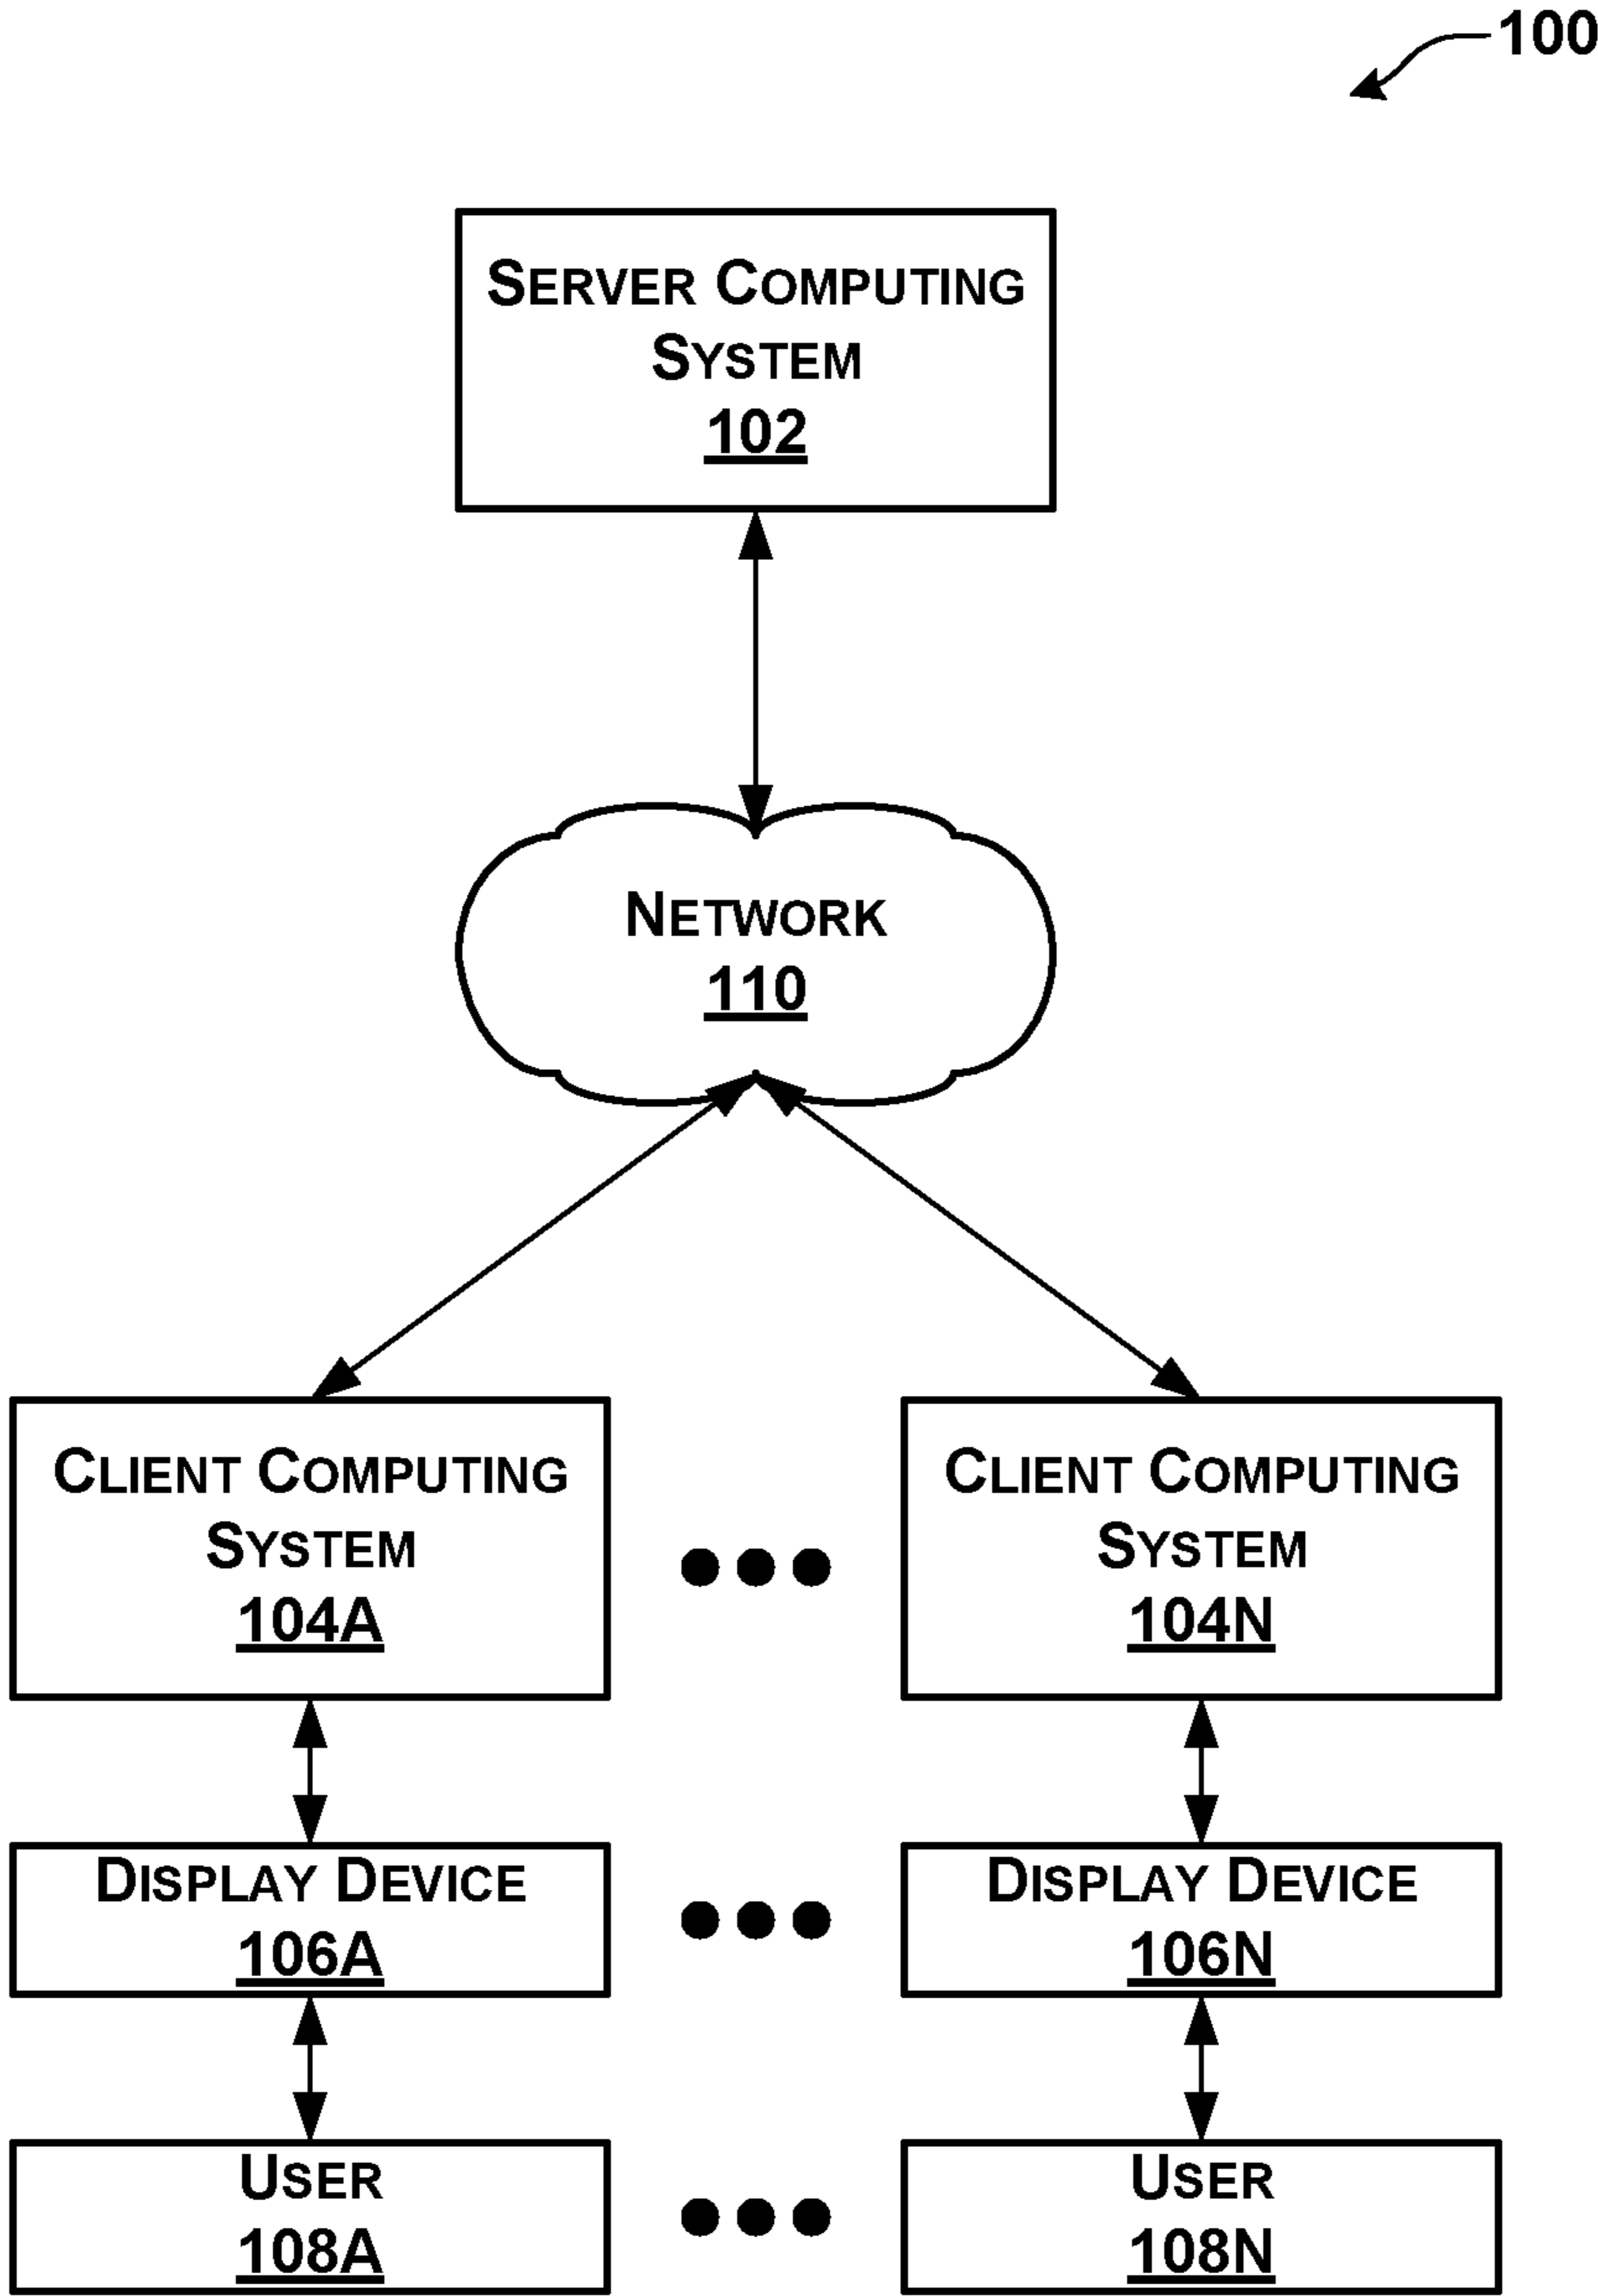 100
SERVER COMPUTING
SYSTEM
102
NETWORK
110
CLIENT COMPUTING
SYSTEM
104A
CLIENT COMPUTING
SYSTEM
104N
DISPLAY DEVICE
106A
DISPLAY DEVICE
106N
USER
108A
USER
108N